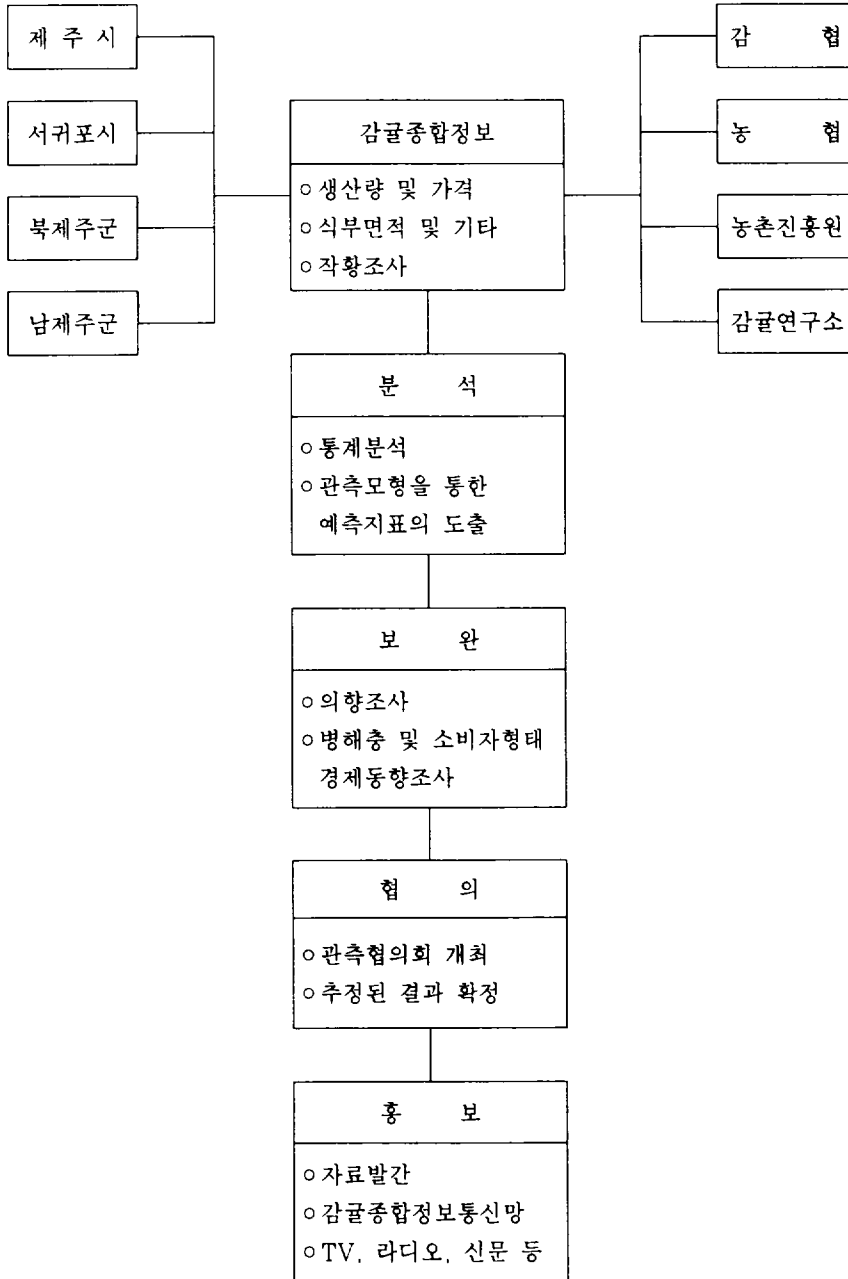 제 주 시
서귀포시
북제주군
남제주군
감귤종합정보
○ 생산량 및 가격
○ 식부면적 및 기타
○ 작황조사
감 협
농 협
농촌진흥원
감귤연구소
분 석
○ 통계분석
○ 관측모형을 통한
예측지표의 도출
보 완
○ 의향조사
○ 병해충 및 소비자형태
경제동향조사
협 의
○ 관측협의회 개최
○ 추정된 결과 확정
홍 보
○ 자료발간
○ 감귤종합정보통신망
○ TV, 라디오, 신문 등